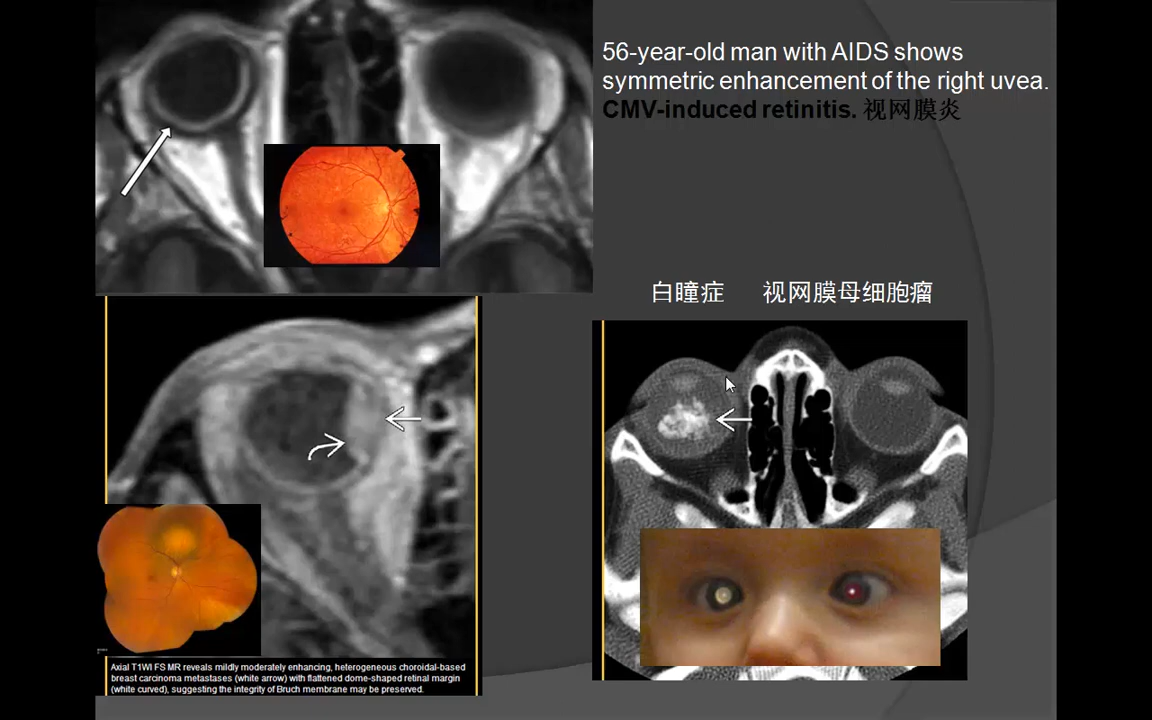 56-year-old man with AIDS shows
symmetric enhancement of the right uvea.
CMV-induced retinitis. 视网膜炎
白瞳症 视网膜母细胞瘤
Axial T1WI FS MR reveals mildly moderately enhancing, heterogeneous choroidal-based
breast carcinoma metastases (white arrow) with flattened dome-shaped retinal margin
(white curved), suggesting the integrity of Bruch membrane may be preserved.